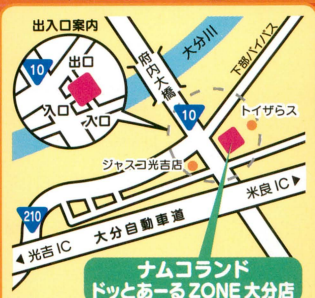 出入口案内
10
出口
入口
入口
府内大橋
大分川
下部バイパス
10
トイザらス
ジャスコ光吉店
米良IC▶
210
大分自動車道
◀光吉IC
ナムコランド
ドッとあーるZONE大分店